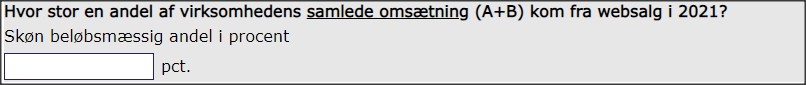 Hvor stor en andel af virksomhedens samlede omsætning (A+B) kom fra websalg i 2021?
Skøn beløbsmæssig andel i procent
pct.